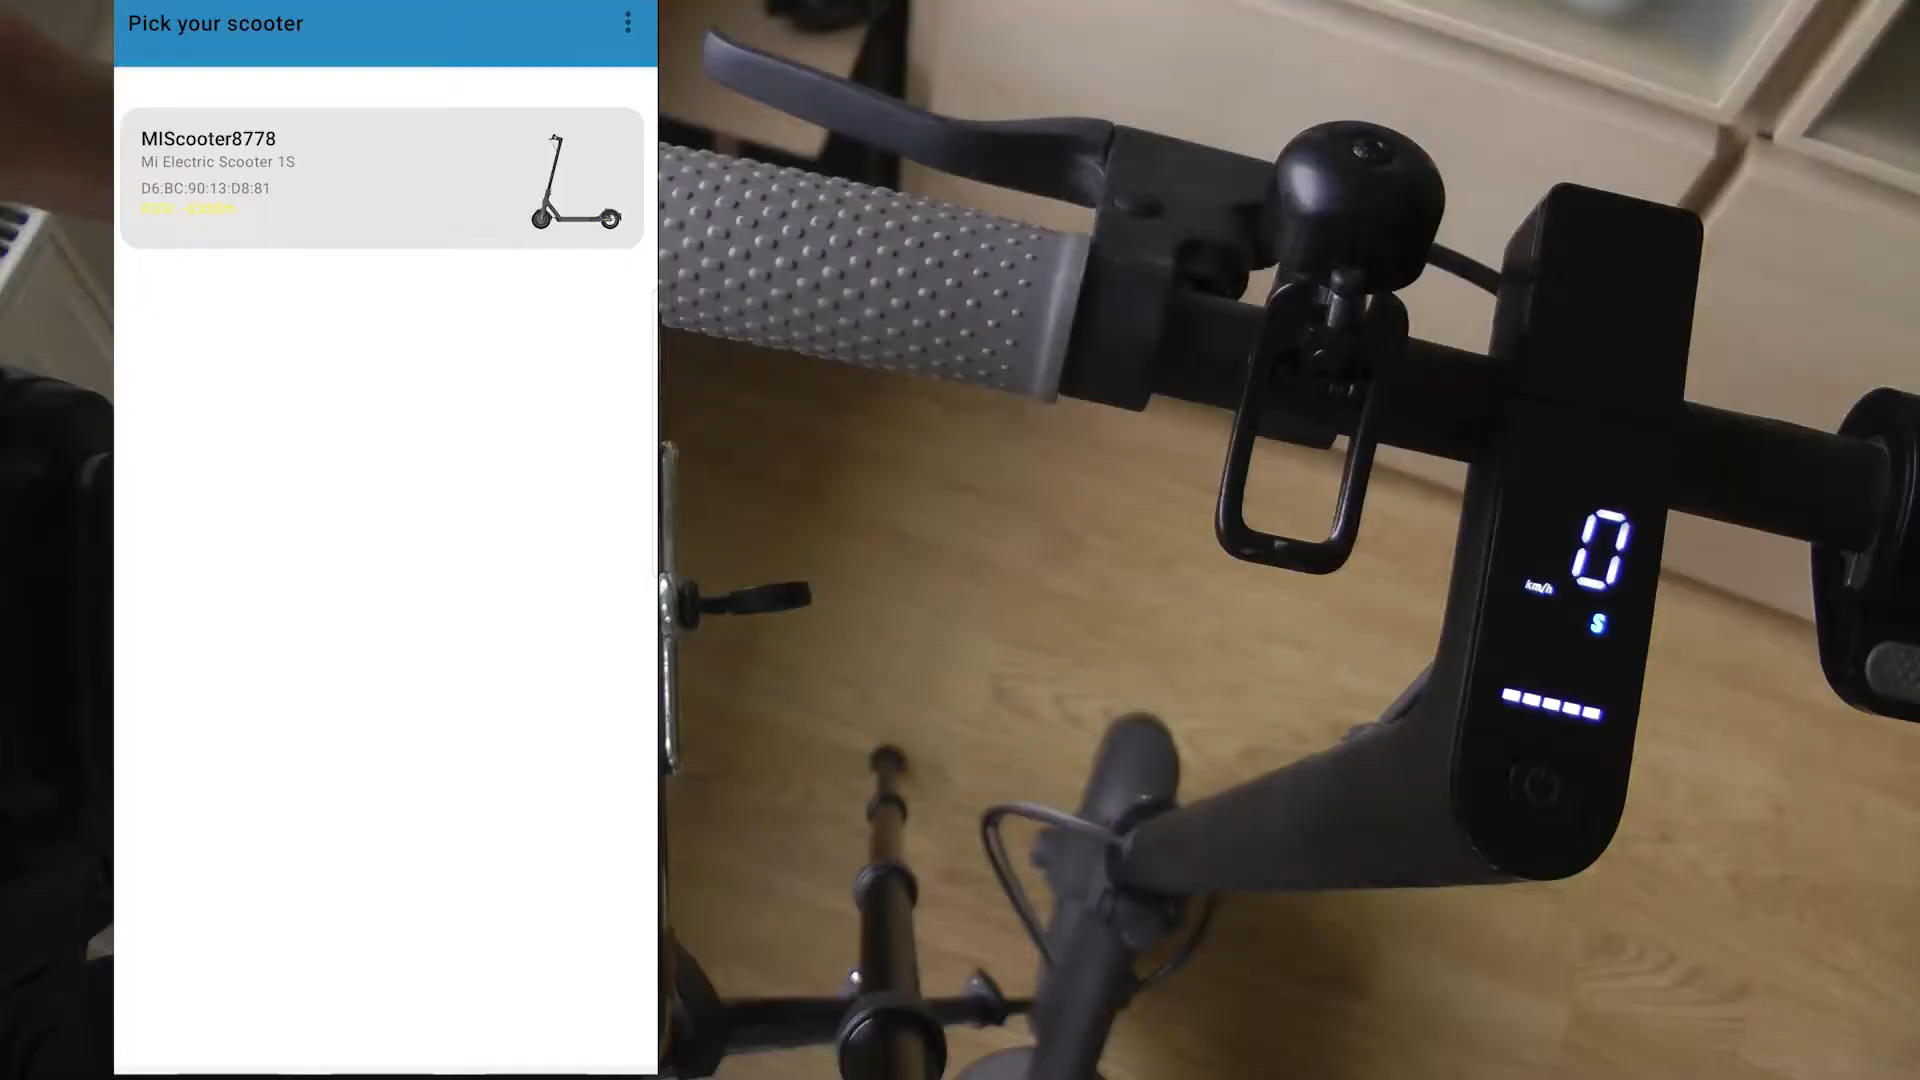 Pick your scooter
MIScooter8778
Mi Electric Scooter 1S
D6:BC:90:13:D8:81
0
km/h
S